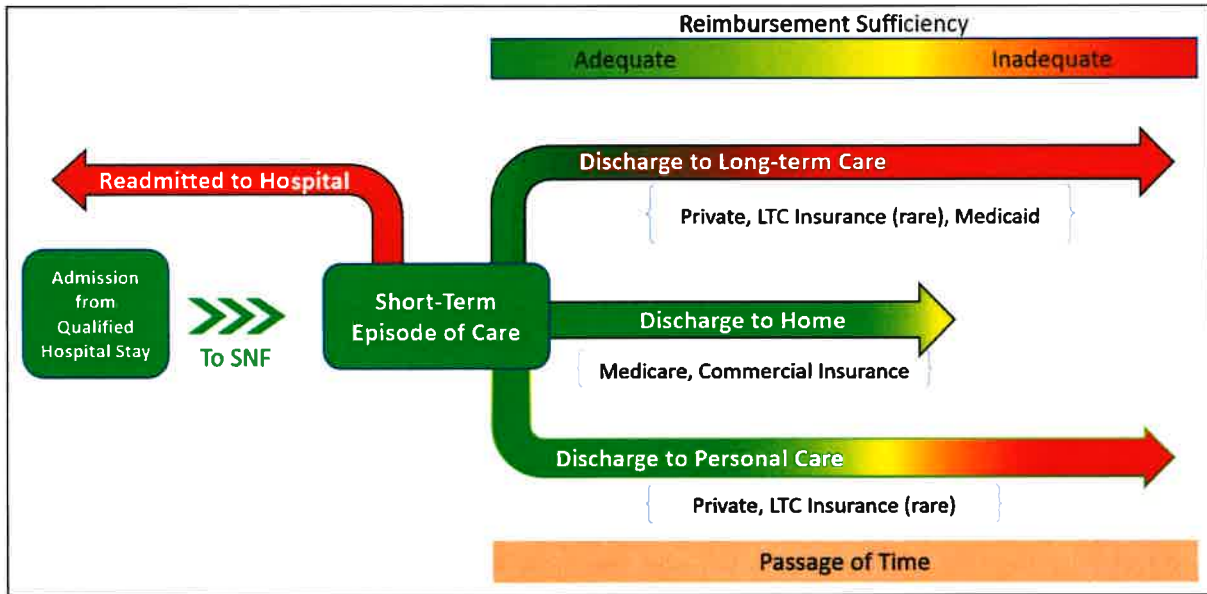 Reimbursement Sufficiency
Adequate
Inadequate
Readmitted to Hospital
Discharge to Long-term Care
Private, LTC Insurance (rare), Medicaid
Admission
from
Qualified
Hospital Stay
To SNF
Short-Term
Episode of Care
Discharge to Home
Medicare, Commercial Insurance
Discharge to Personal Care
Private, LTC Insurance (rare)
Passage of Time